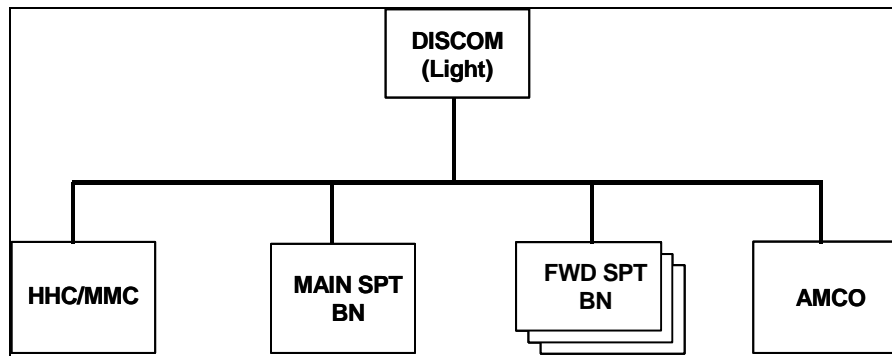 DISCOM
(Light)
HHC/MMC
MAIN SPT
BN
FWD SPT
BN
AMCO